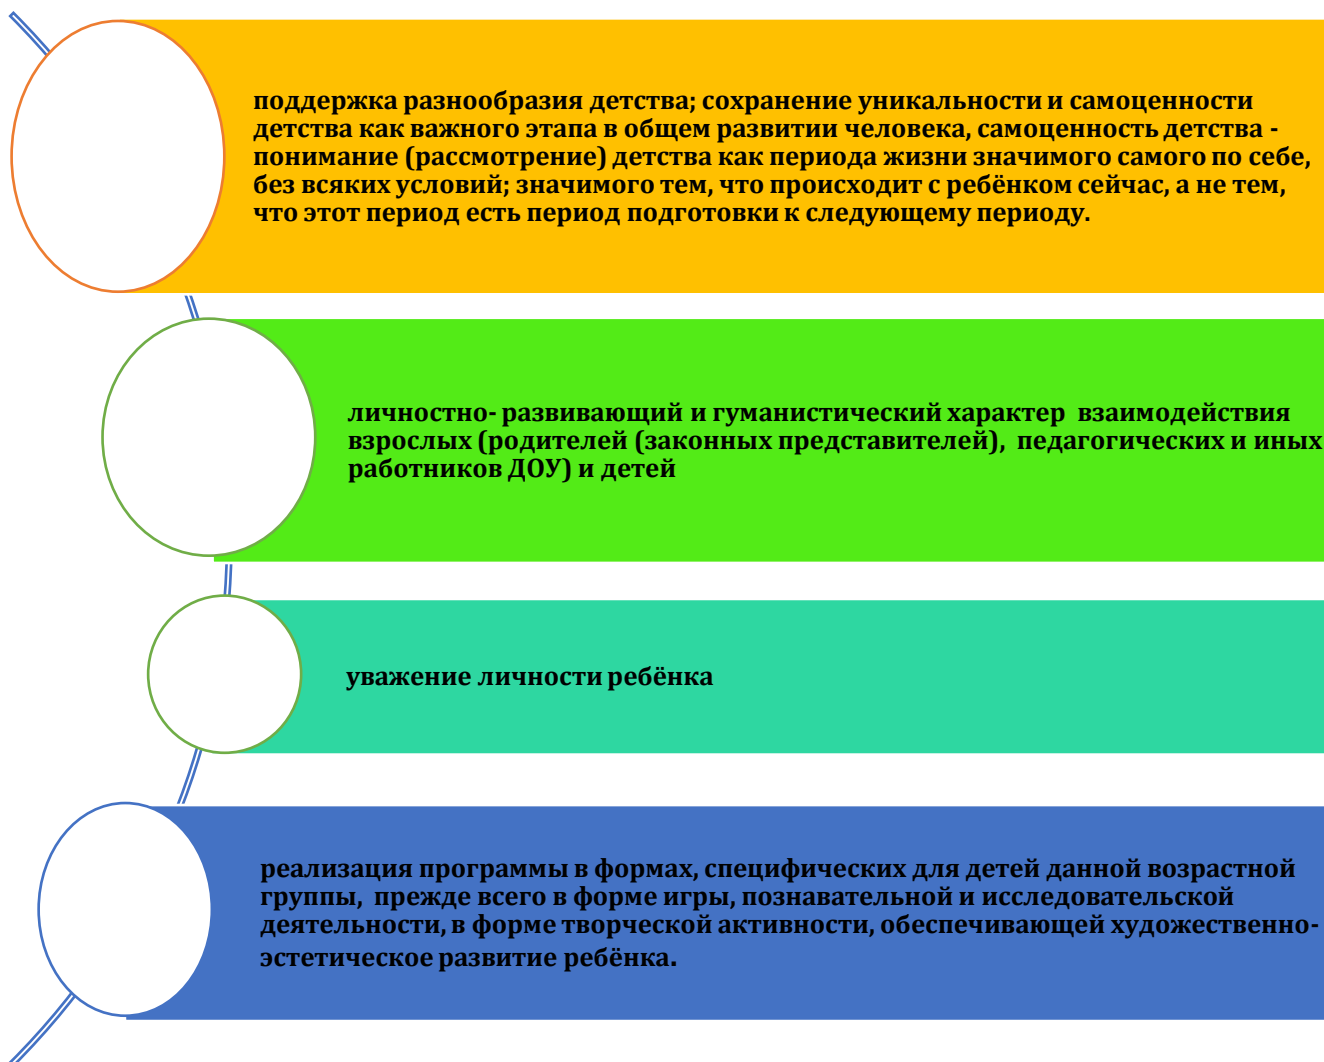 поддержка разнообразия детства; сохранение уникальности и самоценности
детства как важного этапа в общем развитии человека, самоценность детства -
понимание (рассмотрение) детства как периода жизни значимого самого по себе,
без всяких условий; значимого тем, что происходит с ребёнком сейчас, а не тем,
что этот период есть период подготовки к следующему периоду.
личностно- развивающий и гуманистический характер  взаимодействия
взрослых (родителей (законных представителей),  педагогических и иных
работников ДОУ) и детей
уважение личности ребёнка
реализация программы в формах, специфических для детей данной возрастной
группы,  прежде всего в форме игры, познавательной и исследовательской
деятельности, в форме творческой активности, обеспечивающей художественно-
эстетическое развитие ребёнка.